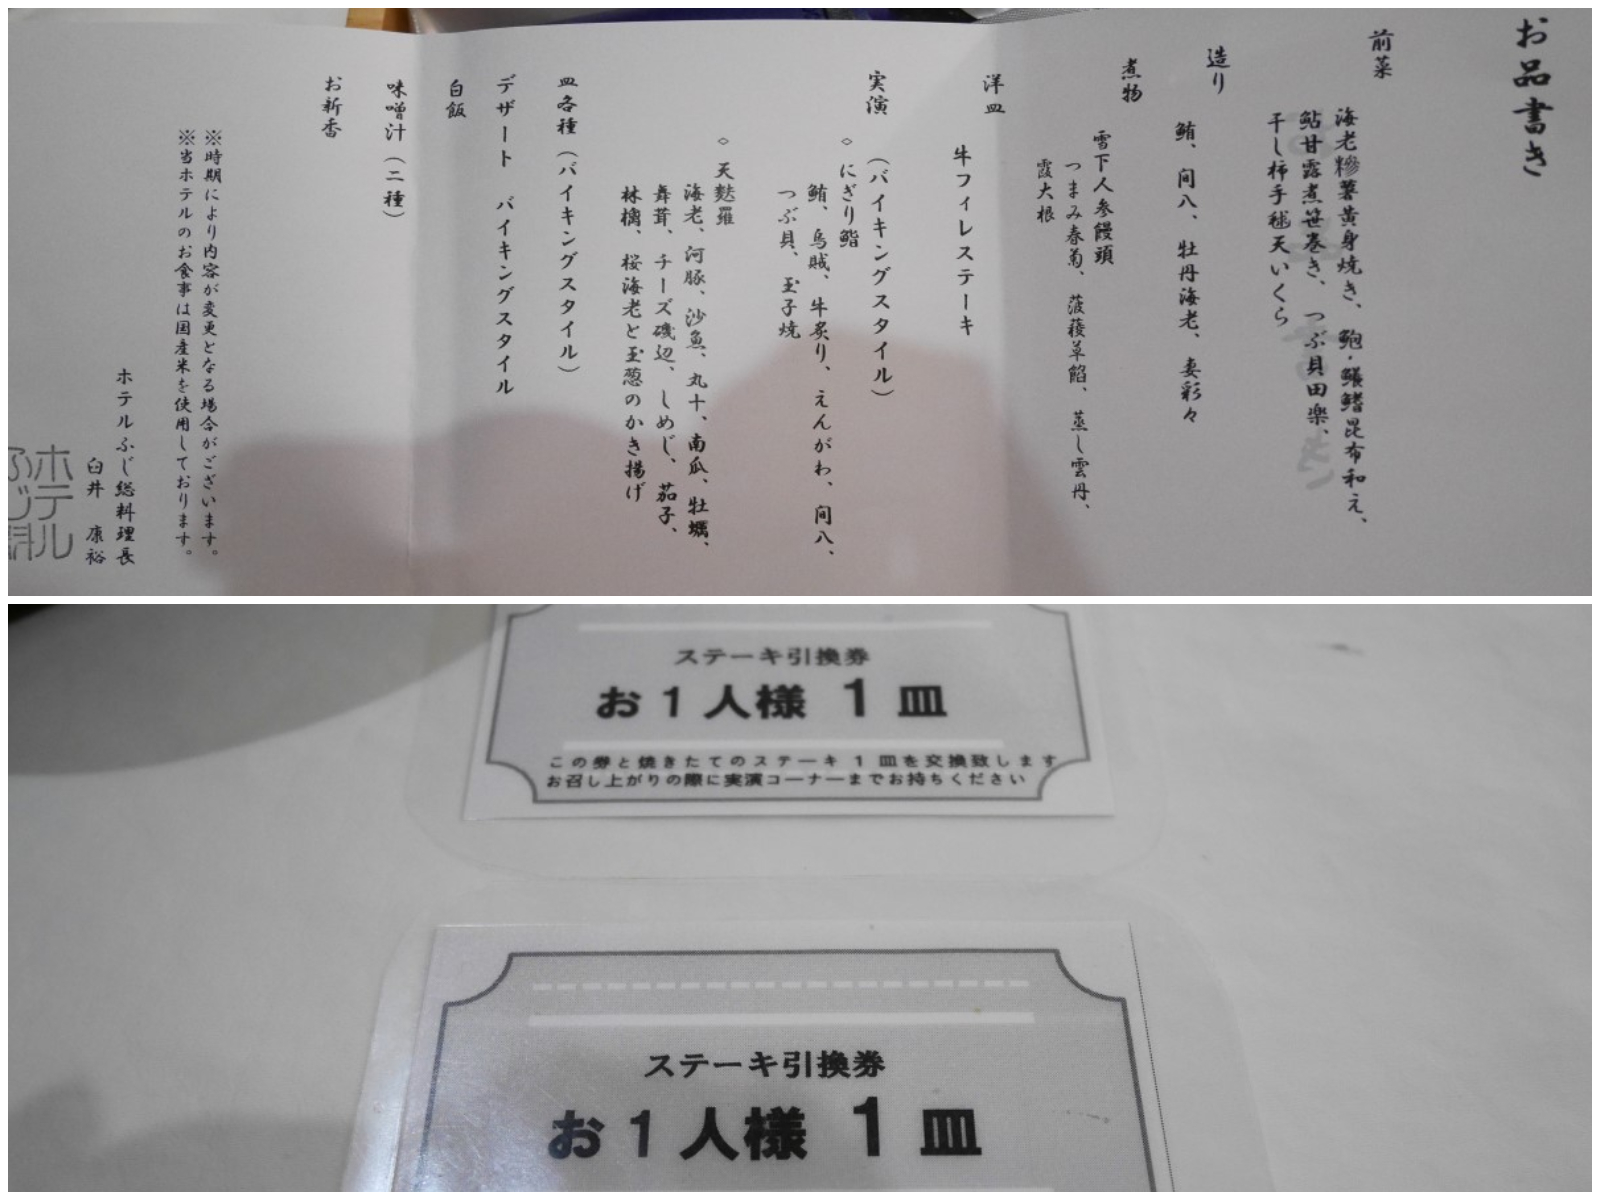 お品書き
前菜
海老糝薯黄身焼き、鮑・鱶鰭昆布和え、
鮎甘露煮笹巻き、つぶ貝田楽、
干し柿手毬天いくら
造り
鮪、間八、牡丹海老、妻彩々
煮物
雪下人参饅頭
つまみ春菊、菠薐草餡、蒸し雲丹、
霞大根
洋皿
牛フィレステーキ
実演
(バイキングスタイル)
◇にぎり鮨
鮪、烏賊、牛炙り、えんがわ、間八、
つぶ貝、玉子焼
◇天麩羅
海老、河豚、沙魚、丸十、南瓜、牡蠣、
舞茸、チーズ磯辺、しめじ、茄子、
林檎、桜海老と玉葱のかき揚げ
皿各種(バイキングスタイル)
デザート バイキングスタイル
白飯
味噌汁(二種)
お新香
※時期により内容が変更となる場合がございます。
※当ホテルのお食事は国産米を使用しております。
ホテルふじ総料理長
臼井 康裕
ホテル
ふじ
ステーキ引換券
お1人様 1皿
この券と焼きたてのステーキ1皿を交換致します
お召し上がりの際に実演コーナーまでお持ちください
ステーキ引換券
お1人様 1皿